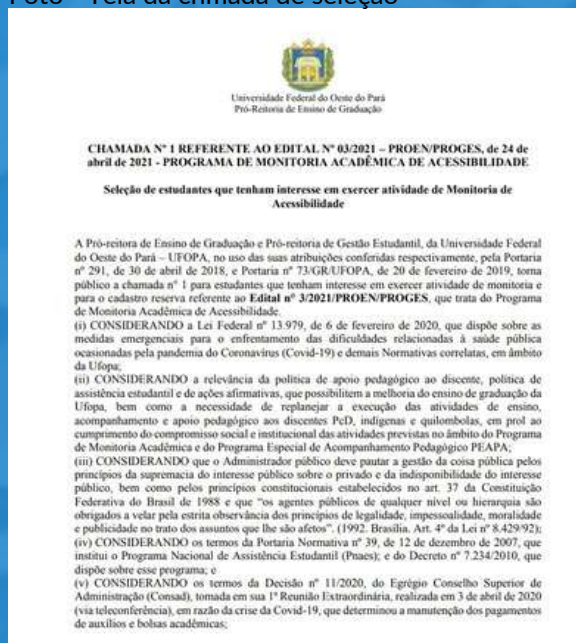 Foto – Tela da chmada de seleção
Universidade Federal do Oeste do Pará
Pró-Reitoria de Ensino de Graduação
CHAMADA Nº 1 REFERENTE AO EDITAL Nº 03/2021 – PROEN/PROGES, de 24 de
abril de 2021 - PROGRAMA DE MONITORIA ACADÊMICA DE ACESSIBILIDADE
Seleção de estudantes que tenham interesse em exercer atividade de Monitoria de
Acessibilidade
A Pró-reitora de Ensino de Graduação e Pró-reitoria de Gestão Estudantil, da Universidade Federal
do Oeste do Pará – UFOPA, no uso das suas atribuições conferidas respectivamente, pela Portaria
nº 291, de 30 de abril de 2018, e Portaria nº 73/GR/UFOPA, de 20 de fevereiro de 2019, torna
público a chamada nº 1 para estudantes que tenham interesse em exercer atividade de monitoria e
para o cadastro reserva referente ao Edital nº 3/2021/PROEN/PROGES, que trata do Programa
de Monitoria Acadêmica de Acessibilidade.
(i) CONSIDERANDO a Lei Federal nº 13.979, de 6 de fevereiro de 2020, que dispõe sobre as
medidas emergenciais para o enfrentamento das dificuldades relacionadas à saúde pública
ocasionadas pela pandemia do Coronavírus (Covid-19) e demais Normativas correlatas, em âmbito
da Ufopa;
(ii) CONSIDERANDO a relevância da política de apoio pedagógico ao discente, política de
assistência estudantil e de ações afirmativas, que possibilitem a melhoria do ensino de graduação da
Ufopa, bem como a necessidade de replanejar a execução das atividades de ensino,
acompanhamento e apoio pedagógico aos discentes PcD, indígenas e quilombolas, em prol ao
cumprimento do compromisso social e institucional das atividades previstas no âmbito do Programa
de Monitoria Acadêmica e do Programa Especial de Acompanhamento Pedagógico PEAPA;
(iii) CONSIDERANDO que o Administrador público deve pautar a gestão da coisa pública pelos
princípios da supremacia do interesse público sobre o privado e da indisponibilidade do interesse
público, bem como pelos princípios constitucionais estabelecidos no art. 37 da Constituição
Federativa do Brasil de 1988 e que “os agentes públicos de qualquer nível ou hierarquia são
obrigados a velar pela estrita observância dos princípios de legalidade, impessoalidade, moralidade
e publicidade no trato dos assuntos que lhe são afetos”. (1992. Brasília. Art. 4º da Lei nº 8.429/92);
(iv) CONSIDERANDO os termos da Portaria Normativa nº 39, de 12 de dezembro de 2007, que
institui o Programa Nacional de Assistência Estudantil (Pnaes); e do Decreto nº 7.234/2010, que
dispõe sobre esse programa; e
(v) CONSIDERANDO os termos da Decisão nº 11/2020, do Egrégio Conselho Superior de
Administração (Consad), tomada em sua 1ª Reunião Extraordinária, realizada em 3 de abril de 2020
(via teleconferência), em razão da crise da Covid-19, que determinou a manutenção dos pagamentos
de auxílios e bolsas acadêmicas;